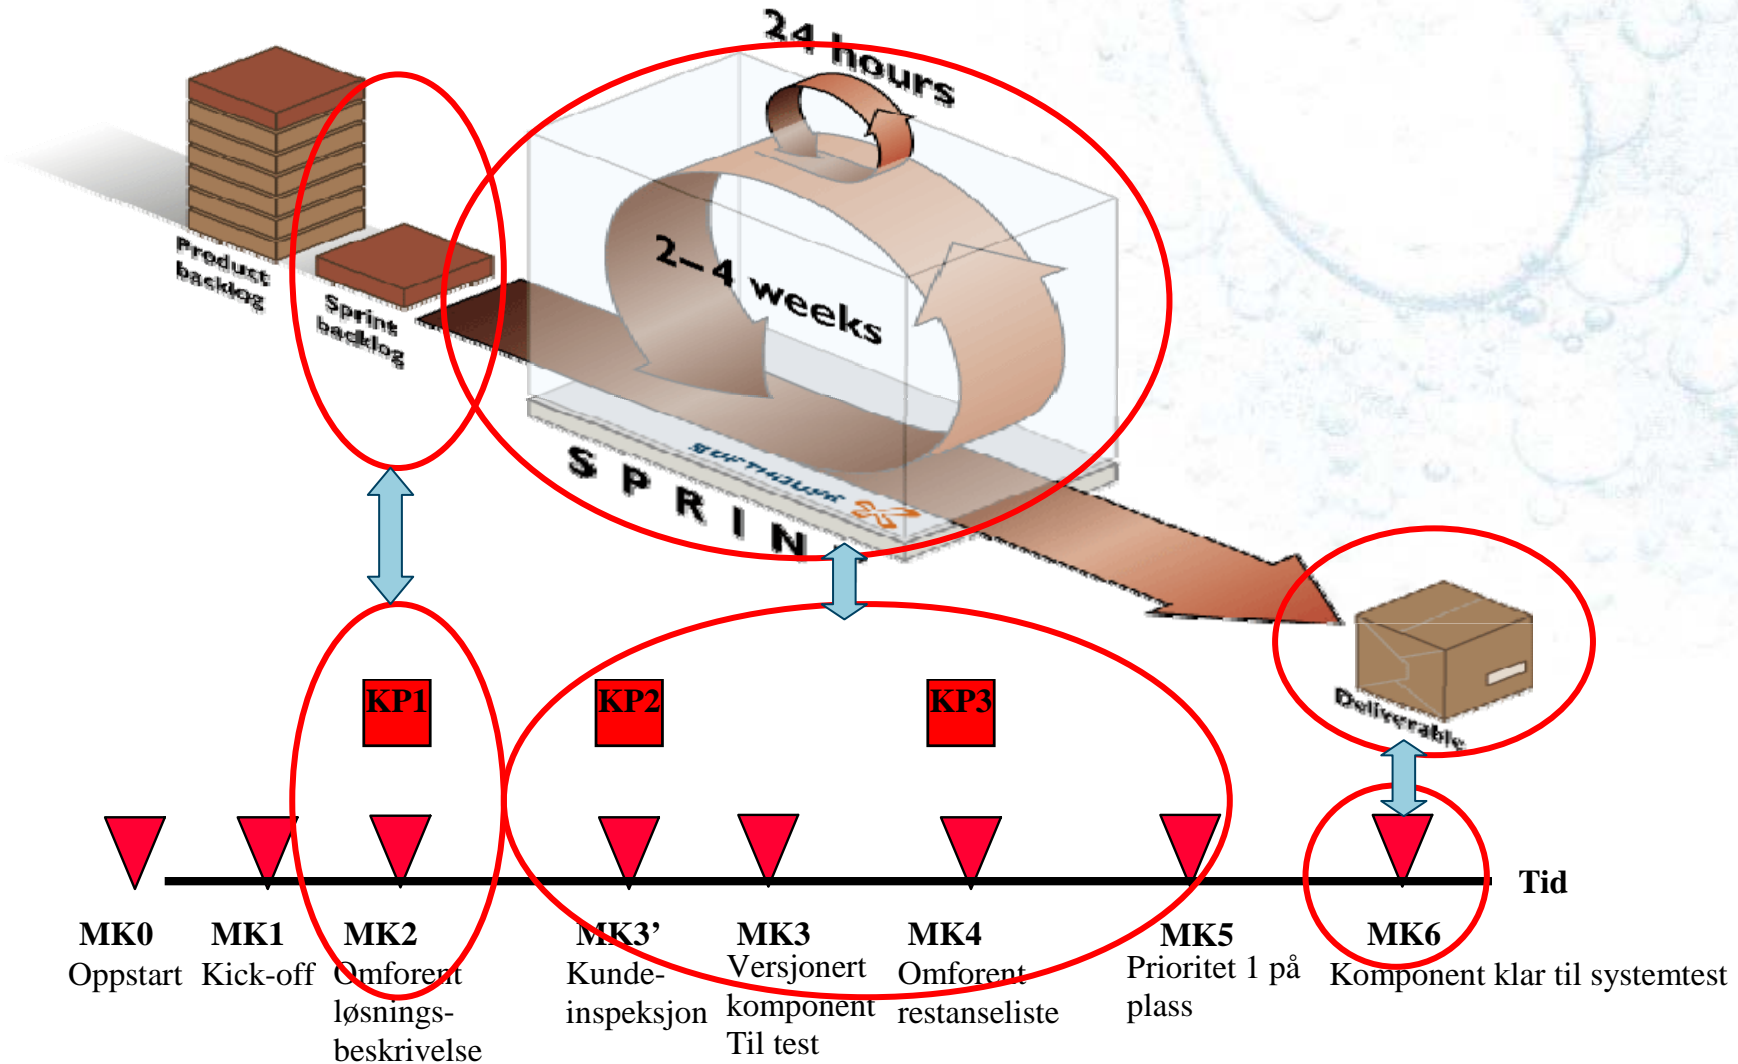 24 hours
Product
backlog
Sprint
backlog
2–4 weeks
SOFTHOUSE
SPRIN
Deliverable
KP1
KP2
KP3
Tid
MK0
Oppstart
MK1
Kick-off
MK2
Omforent
løsnings-
beskrivelse
MK3’
Kunde-
inspeksjon
MK3
Versjonert
komponent
Til test
MK4
Omforent
restanseliste
MK5
Prioritet 1 på
plass
MK6
Komponent klar til systemtest